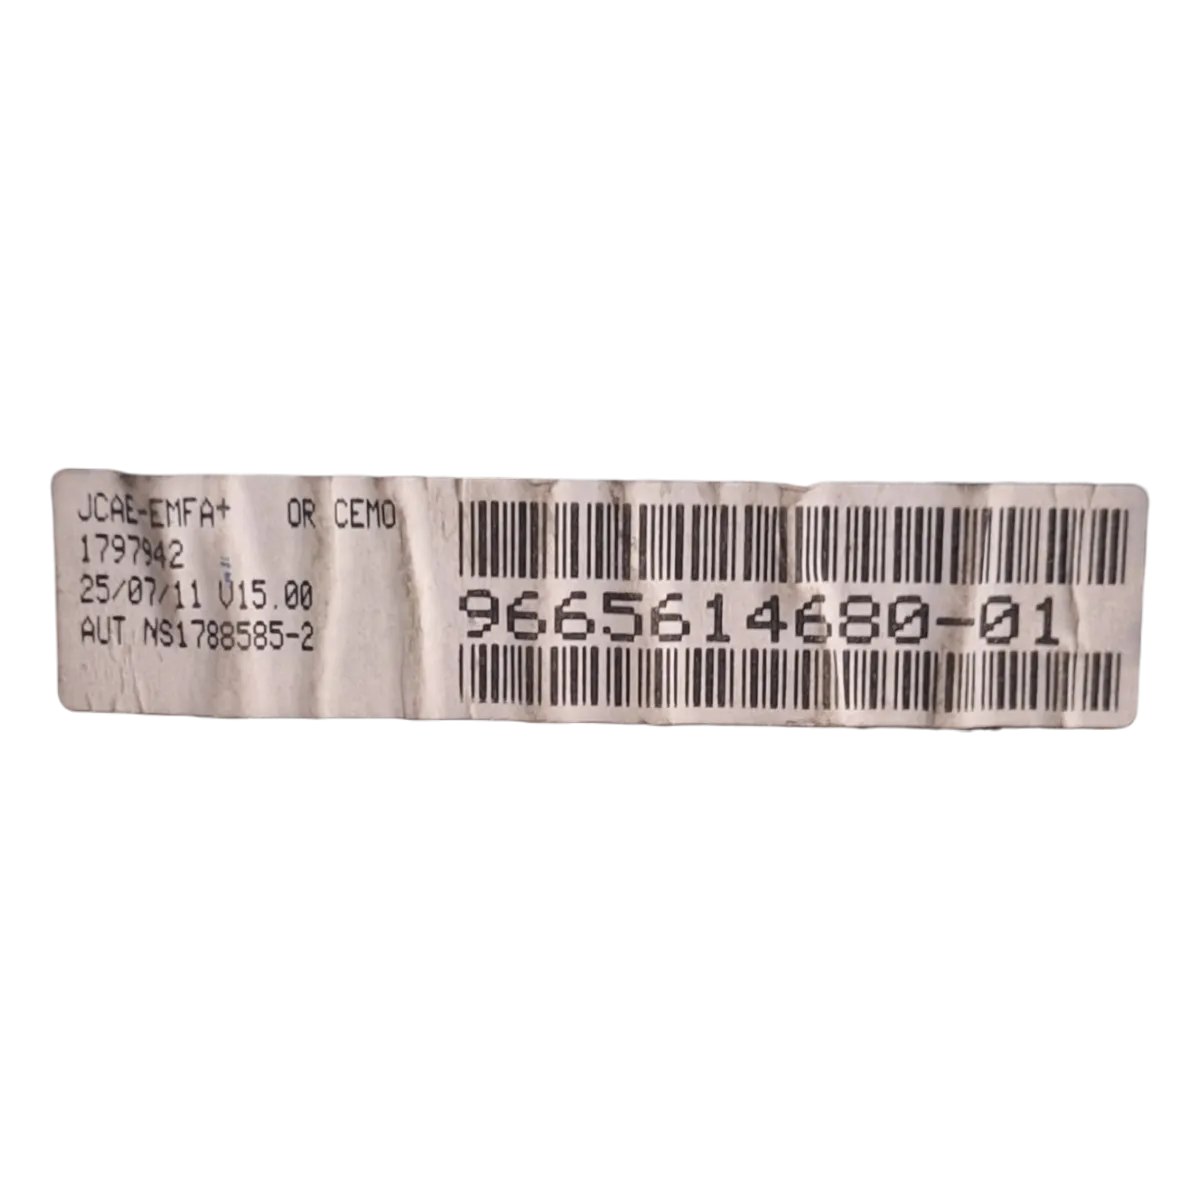 JCAE-EMFA+ OR CEMO
1797942
25/07/11 V15.00
AUT NS1788585-2
9665614680-01